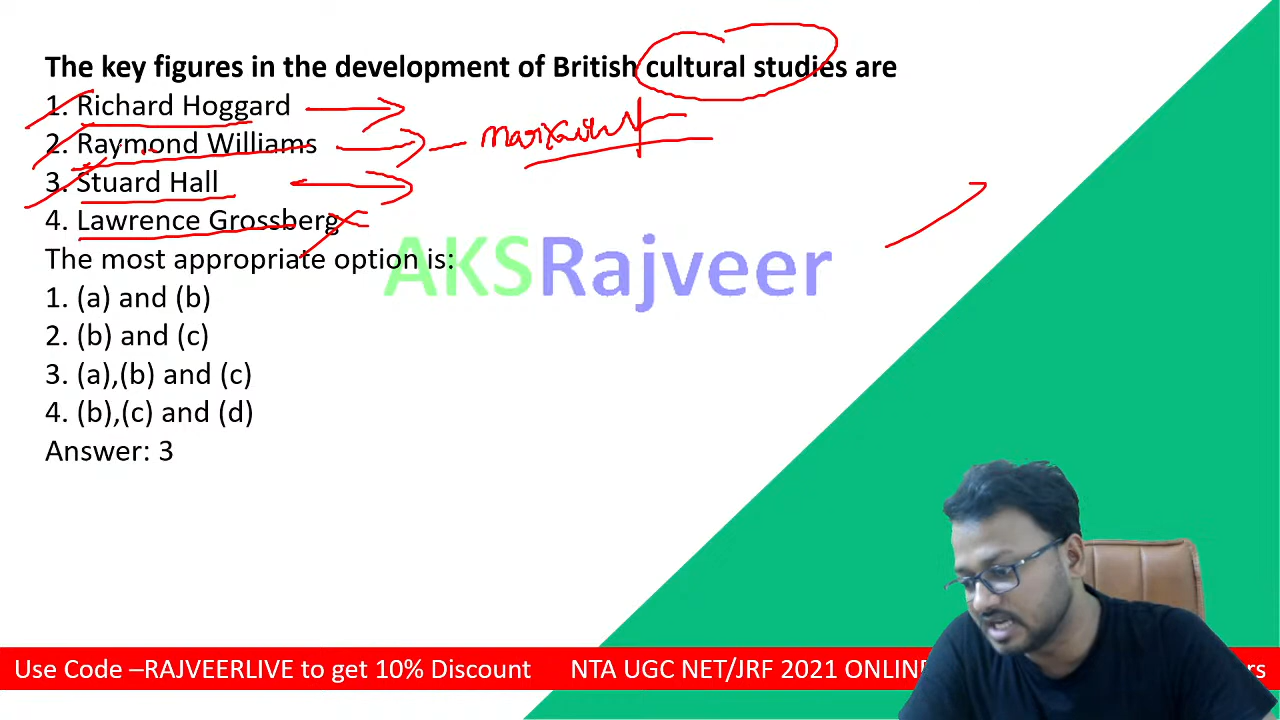 The key figures in the development of British cultural studies are
1. Richard Hoggard
2. Raymond Williams
3. Stuard Hall
4. Lawrence Grossberg
The most appropriate option is:
AKSRajveer
1. (a) and (b)
2. (b) and (c)
3. (a),(b) and (c)
4. (b),(c) and (d)
Answer: 3
Use Code –RAJVEERLIVE to get 10% Discount NTA UGC NET/JRF 2021 ONLINE